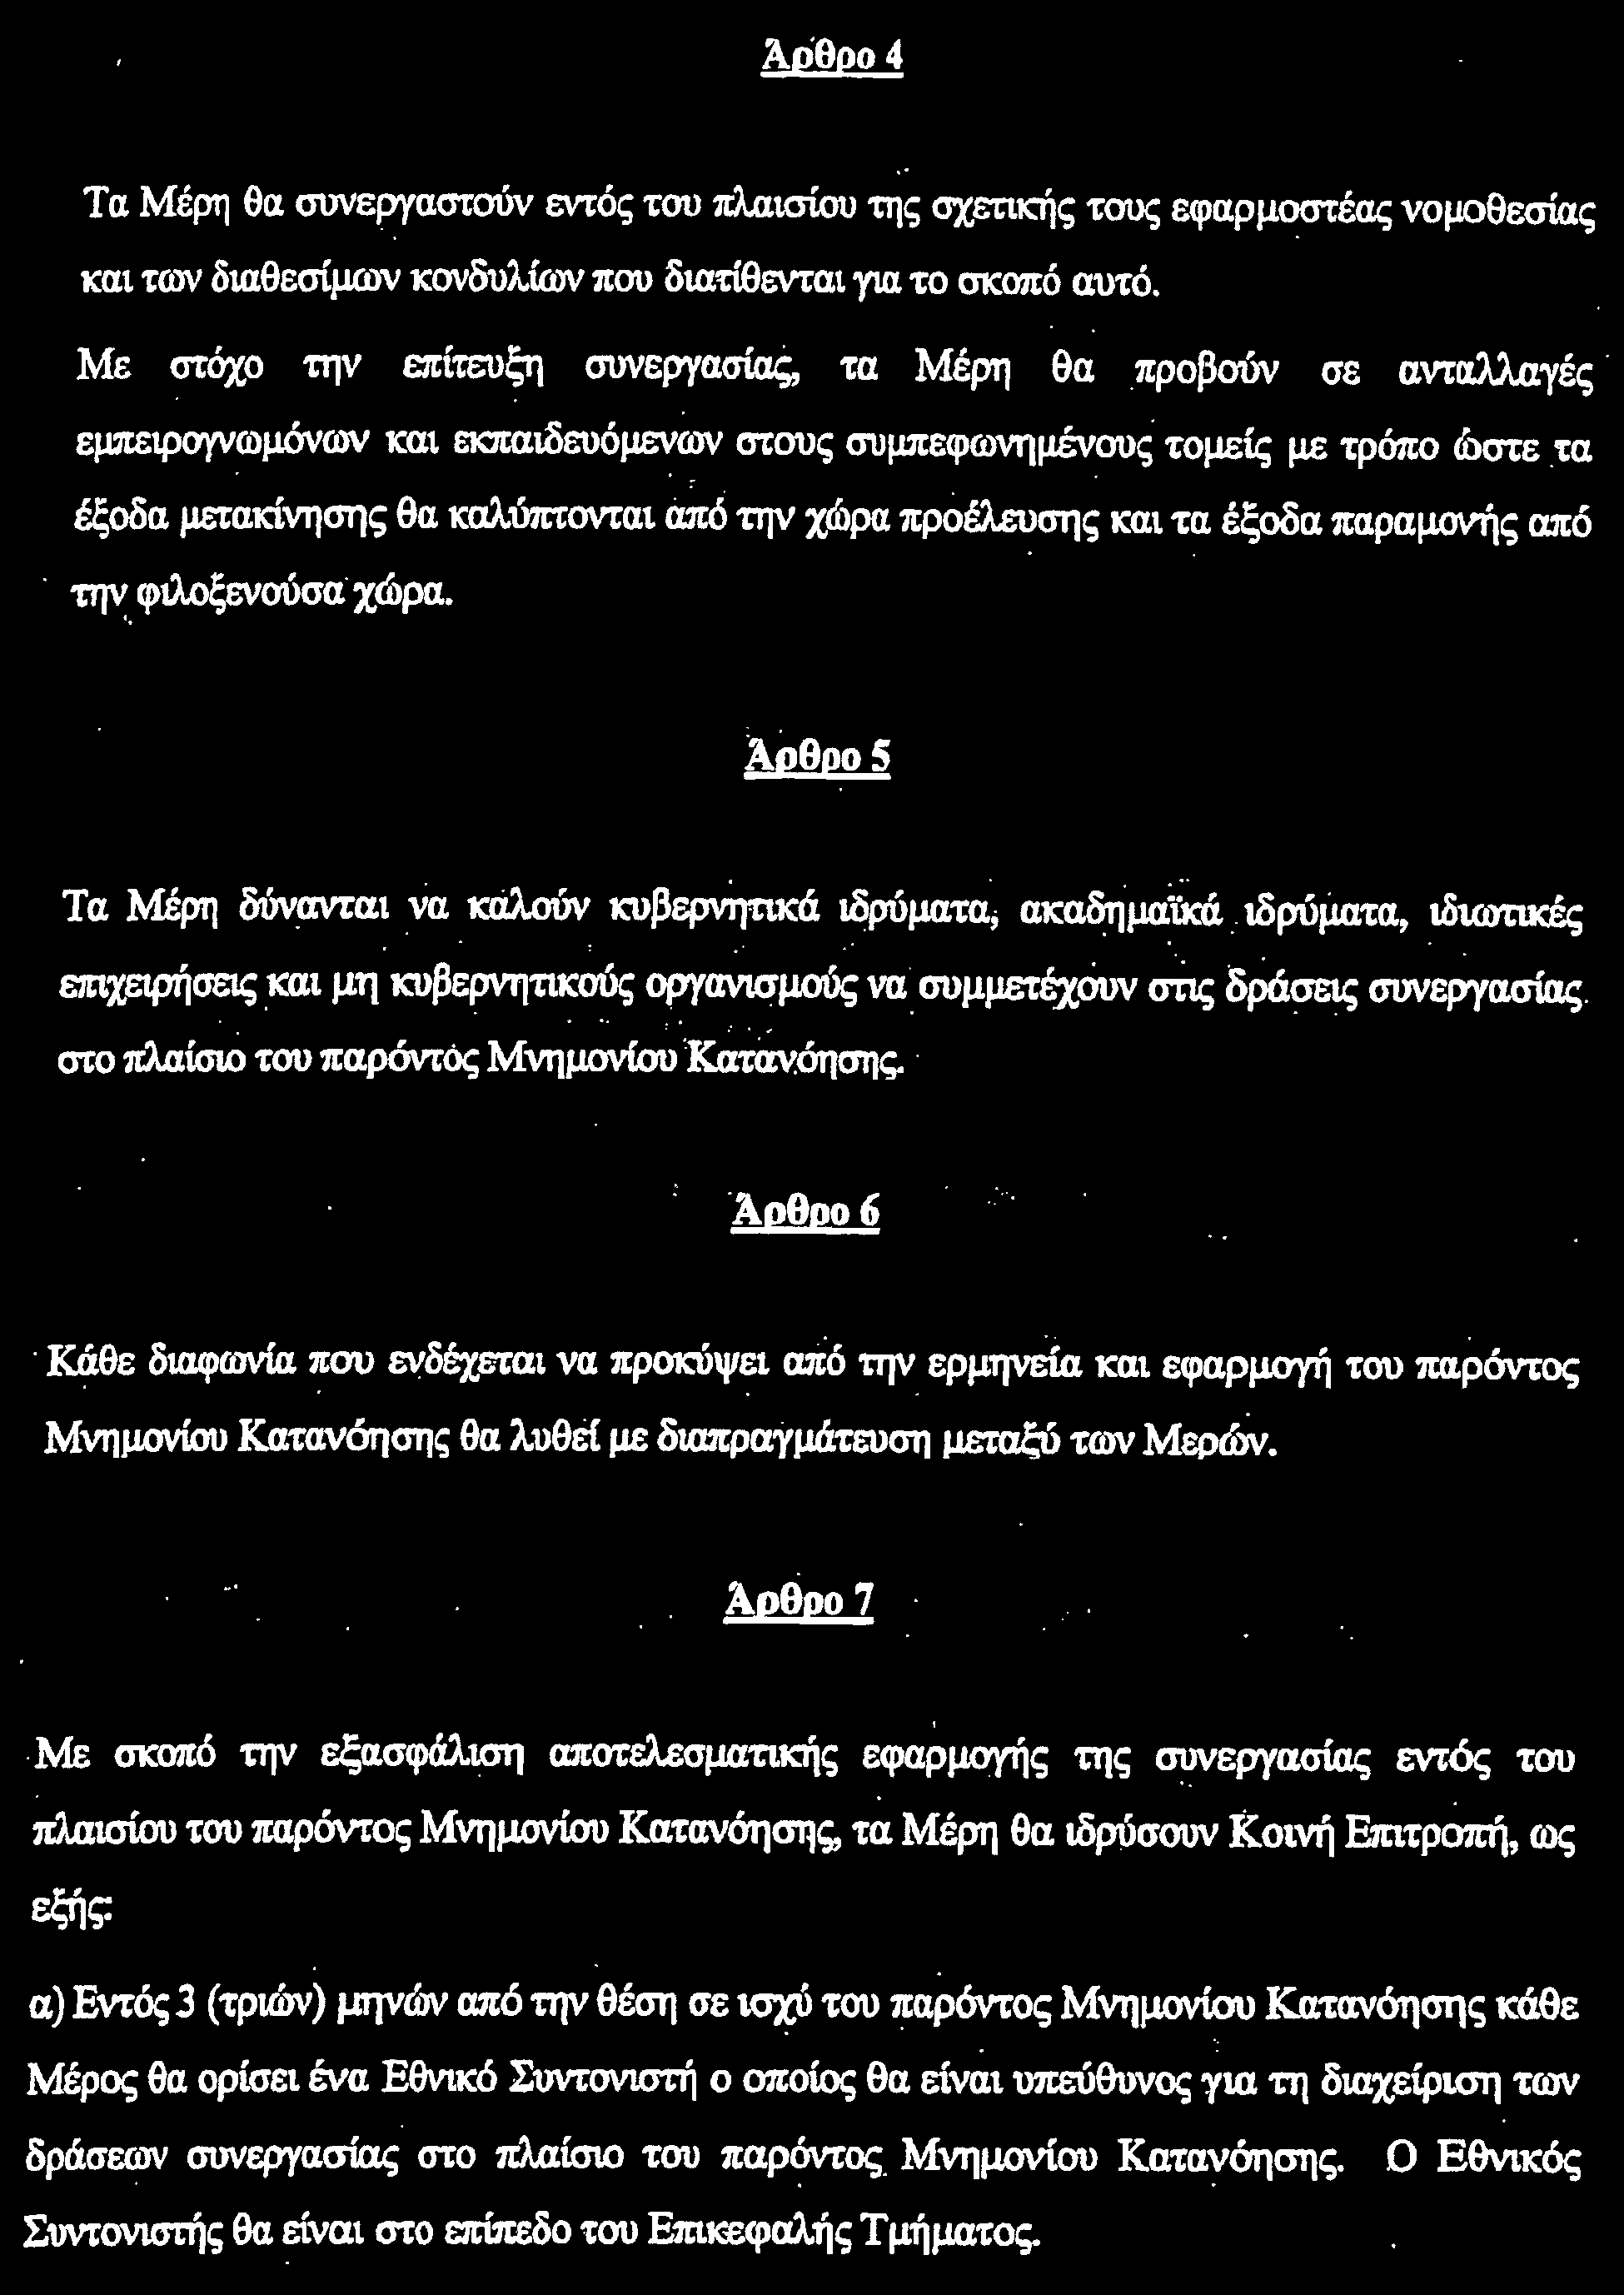 Άρθρο 4
Τα Μέρη θα συνεργαστούν εντός του πλαισίου της σχετικής τους εφαρμοστέας νομοθεσίας
και των διαθεσίμων κονδυλίων που διατίθενται για το σκοπό αυτό.
Με στόχο την επίτευξη συνεργασίας, τα Μέρη θα προβούν σε ανταλλαγές
εμπειρογνωμόνων και εκπαιδευόμενων στους συμπεφωνημένους τομείς με τρόπο ώστε τα
έξοδα μετακίνησης θα καλύπτονται από την χώρα προέλευσης και τα έξοδα παραμονής από
την φιλοξενούσα χώρα.
Άρθρο 5
Τα Μέρη δύνανται να καλούν κυβερνητικά ιδρύματα, ακαδημαϊκά ιδρύματα, ιδιωτικές
επιχειρήσεις και μη κυβερνητικούς οργανισμούς να συμμετέχουν στις δράσεις συνεργασίας
στο πλαίσιο του παρόντος Μνημονίου Κατανόησης.
Άρθρο 6
Κάθε διαφωνία που ενδέχεται να προκύψει από την ερμηνεία και εφαρμογή του παρόντος
Μνημονίου Κατανόησης θα λυθεί με διαπραγμάτευση μεταξύ των Μερών.
Άρθρο 7
Με σκοπό την εξασφάλιση αποτελεσματικής εφαρμογής της συνεργασίας εντός του
πλαισίου του παρόντος Μνημονίου Κατανόησης, τα Μέρη θα ιδρύσουν Κοινή Επιτροπή, ως
εξής:
α) Εντός 3 (τριών) μηνών από την θέση σε ισχύ του παρόντος Μνημονίου Κατανόησης κάθε
Μέρος θα ορίσει ένα Εθνικό Συντονιστή ο οποίος θα είναι υπεύθυνος για τη διαχείριση των
δράσεων συνεργασίας στο πλαίσιο του παρόντος Μνημονίου Κατανόησης. Ο Εθνικός
Συντονιστής θα είναι στο επίπεδο του Επικεφαλής Τμήματος.